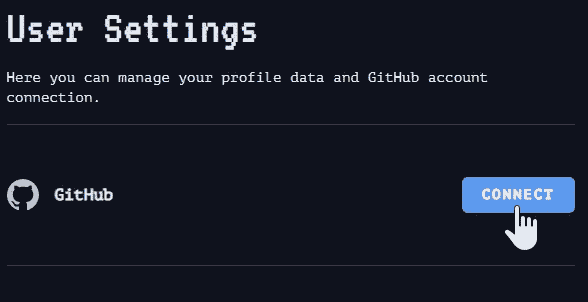 User Settings
Here you can manage your profile data and GitHub account
connection.
GitHub
CONNECT